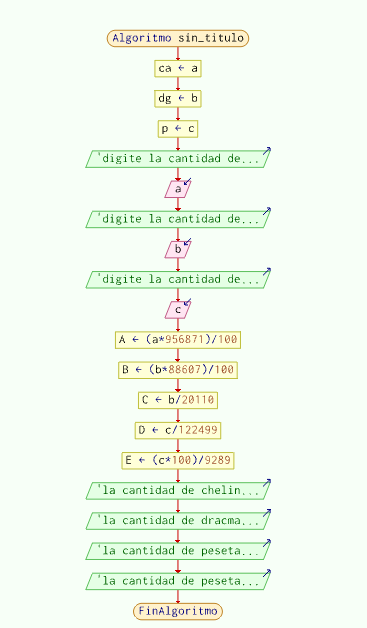 Algoritmo sin_titulo
ca ← a
dg ← b
p ← c
'digite la cantidad de...
a
'digite la cantidad de...
b
'digite la cantidad de...
c
A ← (a*956871)/100
B ← (b*88607)/100
C ← b/20110
D ← c/122499
E ← (c*100)/9289
'la cantidad de chelin...
'la cantidad de dracma...
'la cantidad de peseta...
'la cantidad de peseta...
FinAlgoritmo